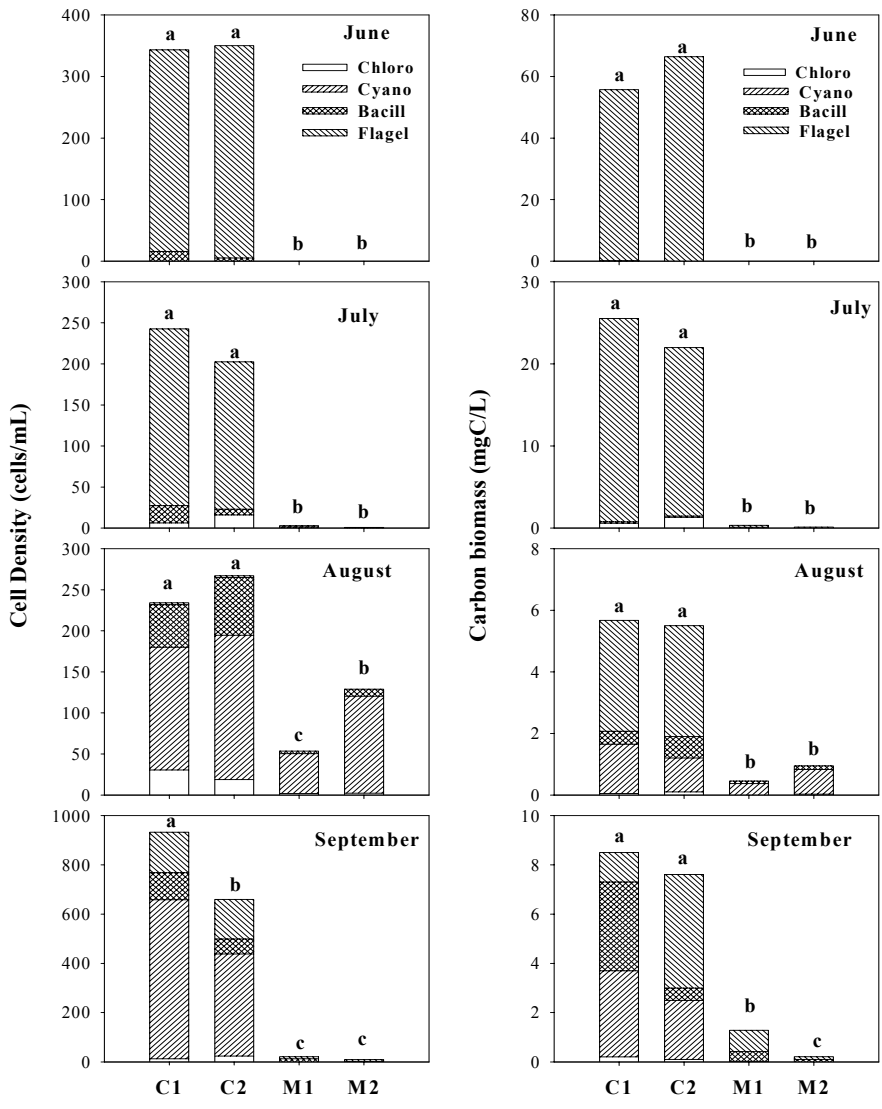 Cell Density (cells/mL)
400
300
200
100
0
June
Chloro
Cyano
Bacill
Flagel
a
a
b
b
300
250
200
150
100
50
0
July
a
a
b
b
300
250
200
150
100
50
0
August
a
a
c
b
1000
800
600
400
200
0
September
a
b
c
c
C1 C2 M1 M2
Carbon biomass (mgC/L)
80
60
40
20
0
June
Chloro
Cyano
Bacill
Flagel
a
a
b
b
30
20
10
0
July
a
a
b
b
8
6
4
2
0
August
a
a
b
b
10
8
6
4
2
0
September
a
a
b
c
C1 C2 M1 M2